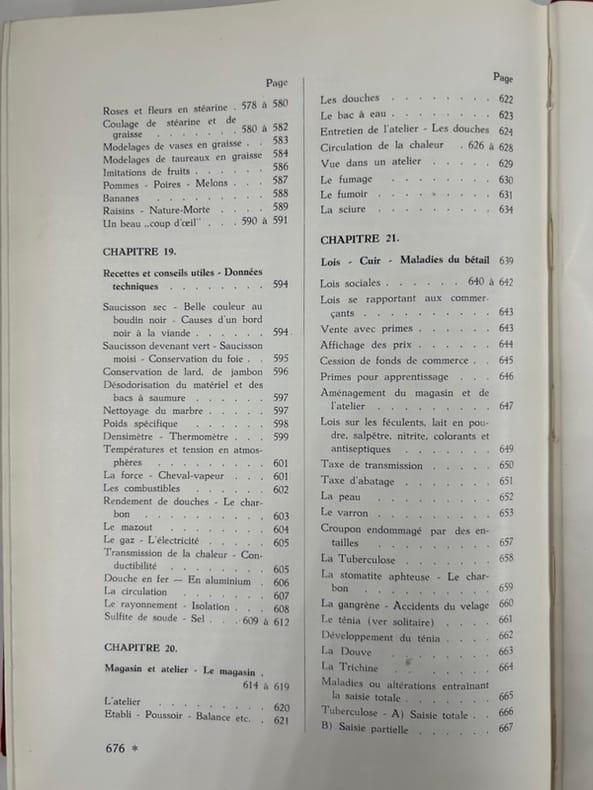 Page
Roses et fleurs en stéarine . 578 à 580
Coulage de stéarine et de
graisse . . . . . . . 580 à 582
Modelages de vases en graisse . . 583
Modelages de taureaux en graisse 584
Imitations de fruits . . . . . . 586
Pommes - Poires - Melons . . . 587
Bananes . . . . . . . . 588
Raisins - Nature-Morte . . . . 589
Un beau „coup d'œil" . . . 590 à 591
CHAPITRE 19.
Recettes et conseils utiles - Données
techniques . . . . . . . 594
Saucisson sec - Belle couleur au
boudin noir - Causes d'un bord
noir à la viande . . . . . . 594
Saucisson devenant vert - Saucisson
moisi - Conservation du foie . . 595
Conservation de lard, de jambon 596
Désodorisation du matériel et des
bacs à saumure . . . . . . 597
Nettoyage du marbre . . . . . 597
Poids spécifique . . . . . . 598
Densimètre - Thermomètre . . . 599
Températures et tension en atmos-
phères . . . . . . . . 601
La force - Cheval-vapeur . . . 601
Les combustibles . . . . . . 602
Rendement de douches - Le char-
bon . . . . . . . . . 603
Le mazout . . . . . . . 604
Le gaz - L'électricité . . . . . 605
Transmission de la chaleur - Con-
ductibilité . . . . . . . 605
Douche en fer — En aluminium . 606
La circulation . . . . . . . 607
Le rayonnement - Isolation . . . 608
Sulfite de soude - Sel . . . 609 à 612
CHAPITRE 20.
Magasin et atelier - Le magasin .
614 à 619
L'atelier . . . . . . . . 620
Etabli - Poussoir - Balance etc. . 621
676 *
Page
Les douches . . . . . . . . 622
Le bac à eau . . . . . . . . 623
Entretien de l'atelier - Les douches 624
Circulation de la chaleur . 626 à 628
Vue dans un atelier . . . . . 629
Le fumage . . . . . . . . 630
Le fumoir . . . . . . . . 631
La sciure . . . . . . . . 634
CHAPITRE 21.
Lois - Cuir - Maladies du bétail 639
Lois sociales . . . . . . 640 à 642
Lois se rapportant aux commer-
çants . . . . . . . . . 643
Vente avec primes . . . . . . 643
Affichage des prix . . . . . . 644
Cession de fonds de commerce . . 645
Primes pour apprentissage . . . 646
Aménagement du magasin et de
l'atelier . . . . . . . . 647
Lois sur les féculents, lait en pou-
dre, salpêtre, nitrite, colorants et
antiseptiques . . . . . . . 649
Taxe de transmission . . . . . 650
Taxe d'abatage . . . . . . . 651
La peau . . . . . . . . . 652
Le varron . . . . . . . . . 653
Croupon endommagé par des en-
tailles . . . . . . . . . 657
La Tuberculose . . . . . . . 658
La stomatite aphteuse - Le char-
bon . . . . . . . . . 659
La gangrène - Accidents du velage 660
Le ténia (ver solitaire) . . . . 661
Développement du ténia . . . . 662
La Douve . . . . . . . 663
La Trichine . . . . . . . 664
Maladies ou altérations entraînant
la saisie totale . . . . . . . 665
Tuberculose - A) Saisie totale . . 666
B) Saisie partielle . . . . . . 667